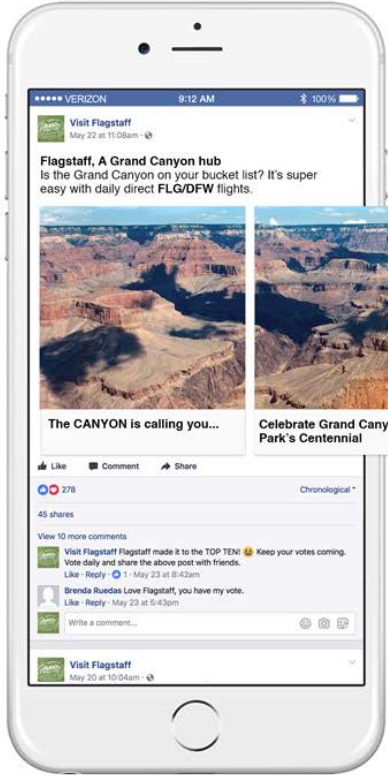 VERIZON 9:12 AM 100%
Visit Flagstaff
May 22 at 11:08am
Flagstaff, A Grand Canyon hub
Is the Grand Canyon on your bucket list? It's super
easy with daily direct FLG/DFW flights.
The CANYON is calling you...
Celebrate Grand Cany
Park's Centennial
Like Comment Share
278 Chronological
45 shares
View 10 more comments
Visit Flagstaff Flagstaff made it to the TOP TEN! 😆 Keep your votes coming.
Vote daily and share the above post with friends.
Like · Reply · 1 · May 23 at 8:42am
Brenda Ruedas Love Flagstaff, you have my vote.
Like · Reply · May 23 at 5:43pm
Write a comment...
Visit Flagstaff
May 20 at 10:04am